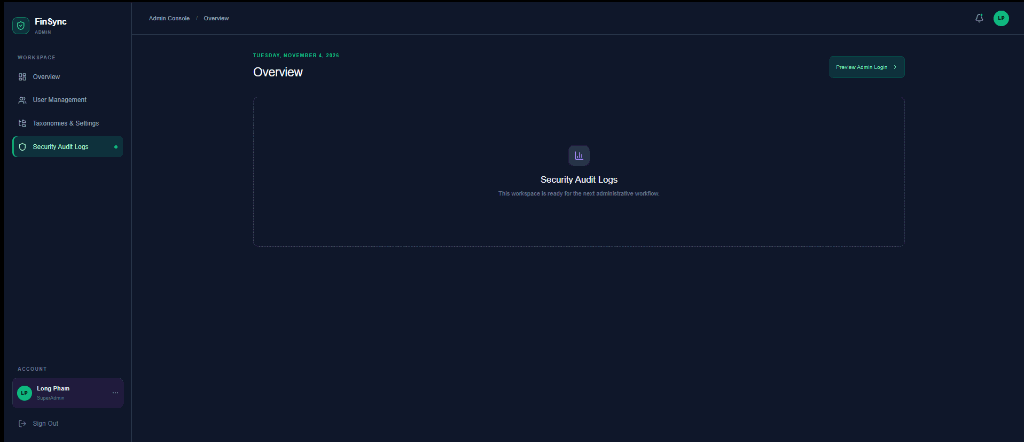 FinSync
ADMIN
WORKSPACE
Overview
User Management
Taxonomies & Settings
Security Audit Logs
ACCOUNT
LP
Long Pham
SuperAdmin
Sign Out
Admin Console / Overview
LP
TUESDAY, NOVEMBER 4, 2025
Overview
Preview Admin Login
Security Audit Logs
This workspace is ready for the next administrative workflow.